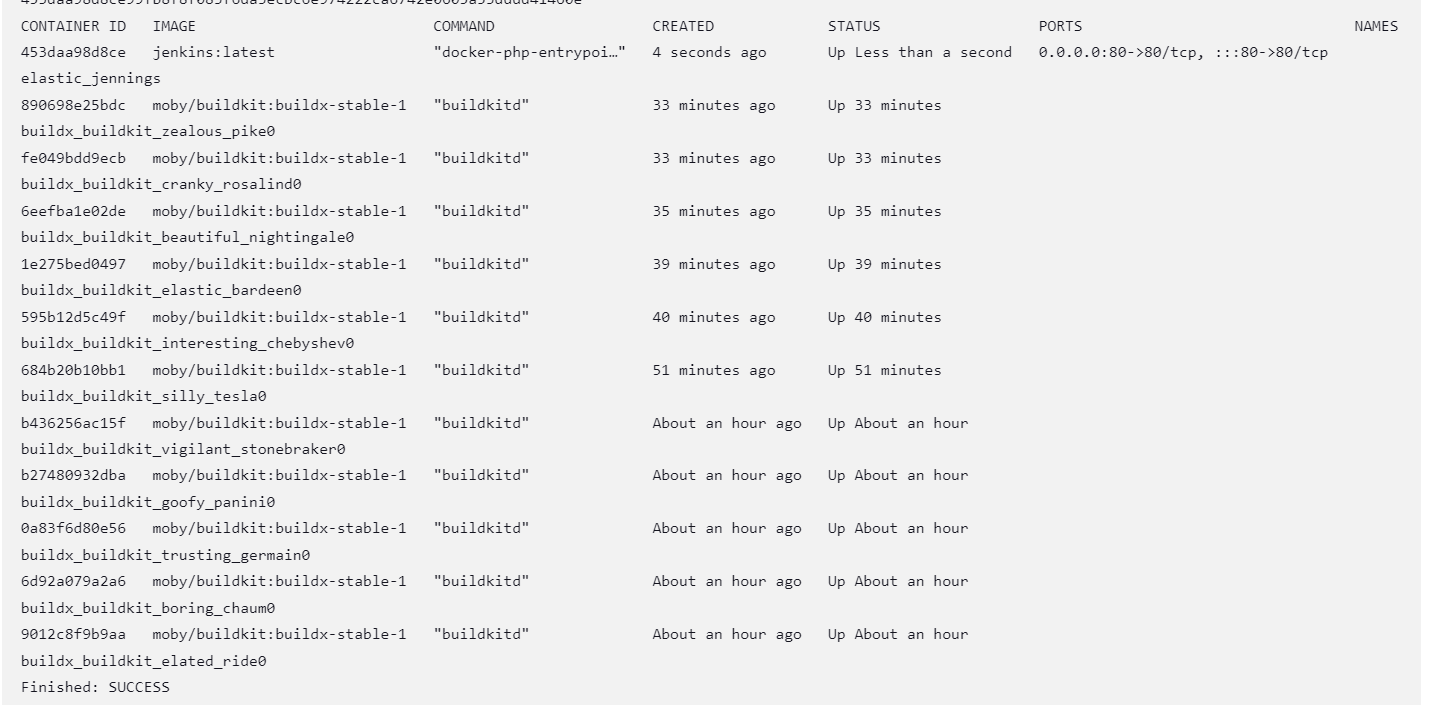 CONTAINER ID   IMAGE                           COMMAND                  CREATED             STATUS                  PORTS                               NAMES
453daa98d8ce   jenkins:latest                  "docker-php-entrypoi…"   4 seconds ago       Up Less than a second   0.0.0.0:80->80/tcp, :::80->80/tcp
elastic_jennings
890698e25bdc   moby/buildkit:buildx-stable-1   "buildkitd"              33 minutes ago      Up 33 minutes
buildx_buildkit_zealous_pike0
fe049bdd9ecb   moby/buildkit:buildx-stable-1   "buildkitd"              33 minutes ago      Up 33 minutes
buildx_buildkit_cranky_rosalind0
6eefba1e02de   moby/buildkit:buildx-stable-1   "buildkitd"              35 minutes ago      Up 35 minutes
buildx_buildkit_beautiful_nightingale0
1e275bed0497   moby/buildkit:buildx-stable-1   "buildkitd"              39 minutes ago      Up 39 minutes
buildx_buildkit_elastic_bardeen0
595b12d5c49f   moby/buildkit:buildx-stable-1   "buildkitd"              40 minutes ago      Up 40 minutes
buildx_buildkit_interesting_chebyshev0
684b20b10bb1   moby/buildkit:buildx-stable-1   "buildkitd"              51 minutes ago      Up 51 minutes
buildx_buildkit_silly_tesla0
b436256ac15f   moby/buildkit:buildx-stable-1   "buildkitd"              About an hour ago   Up About an hour
buildx_buildkit_vigilant_stonebraker0
b27480932dba   moby/buildkit:buildx-stable-1   "buildkitd"              About an hour ago   Up About an hour
buildx_buildkit_goofy_panini0
0a83f6d80e56   moby/buildkit:buildx-stable-1   "buildkitd"              About an hour ago   Up About an hour
buildx_buildkit_trusting_germain0
6d92a079a2a6   moby/buildkit:buildx-stable-1   "buildkitd"              About an hour ago   Up About an hour
buildx_buildkit_boring_chaum0
9012c8f9b9aa   moby/buildkit:buildx-stable-1   "buildkitd"              About an hour ago   Up About an hour
buildx_buildkit_elated_ride0
Finished: SUCCESS